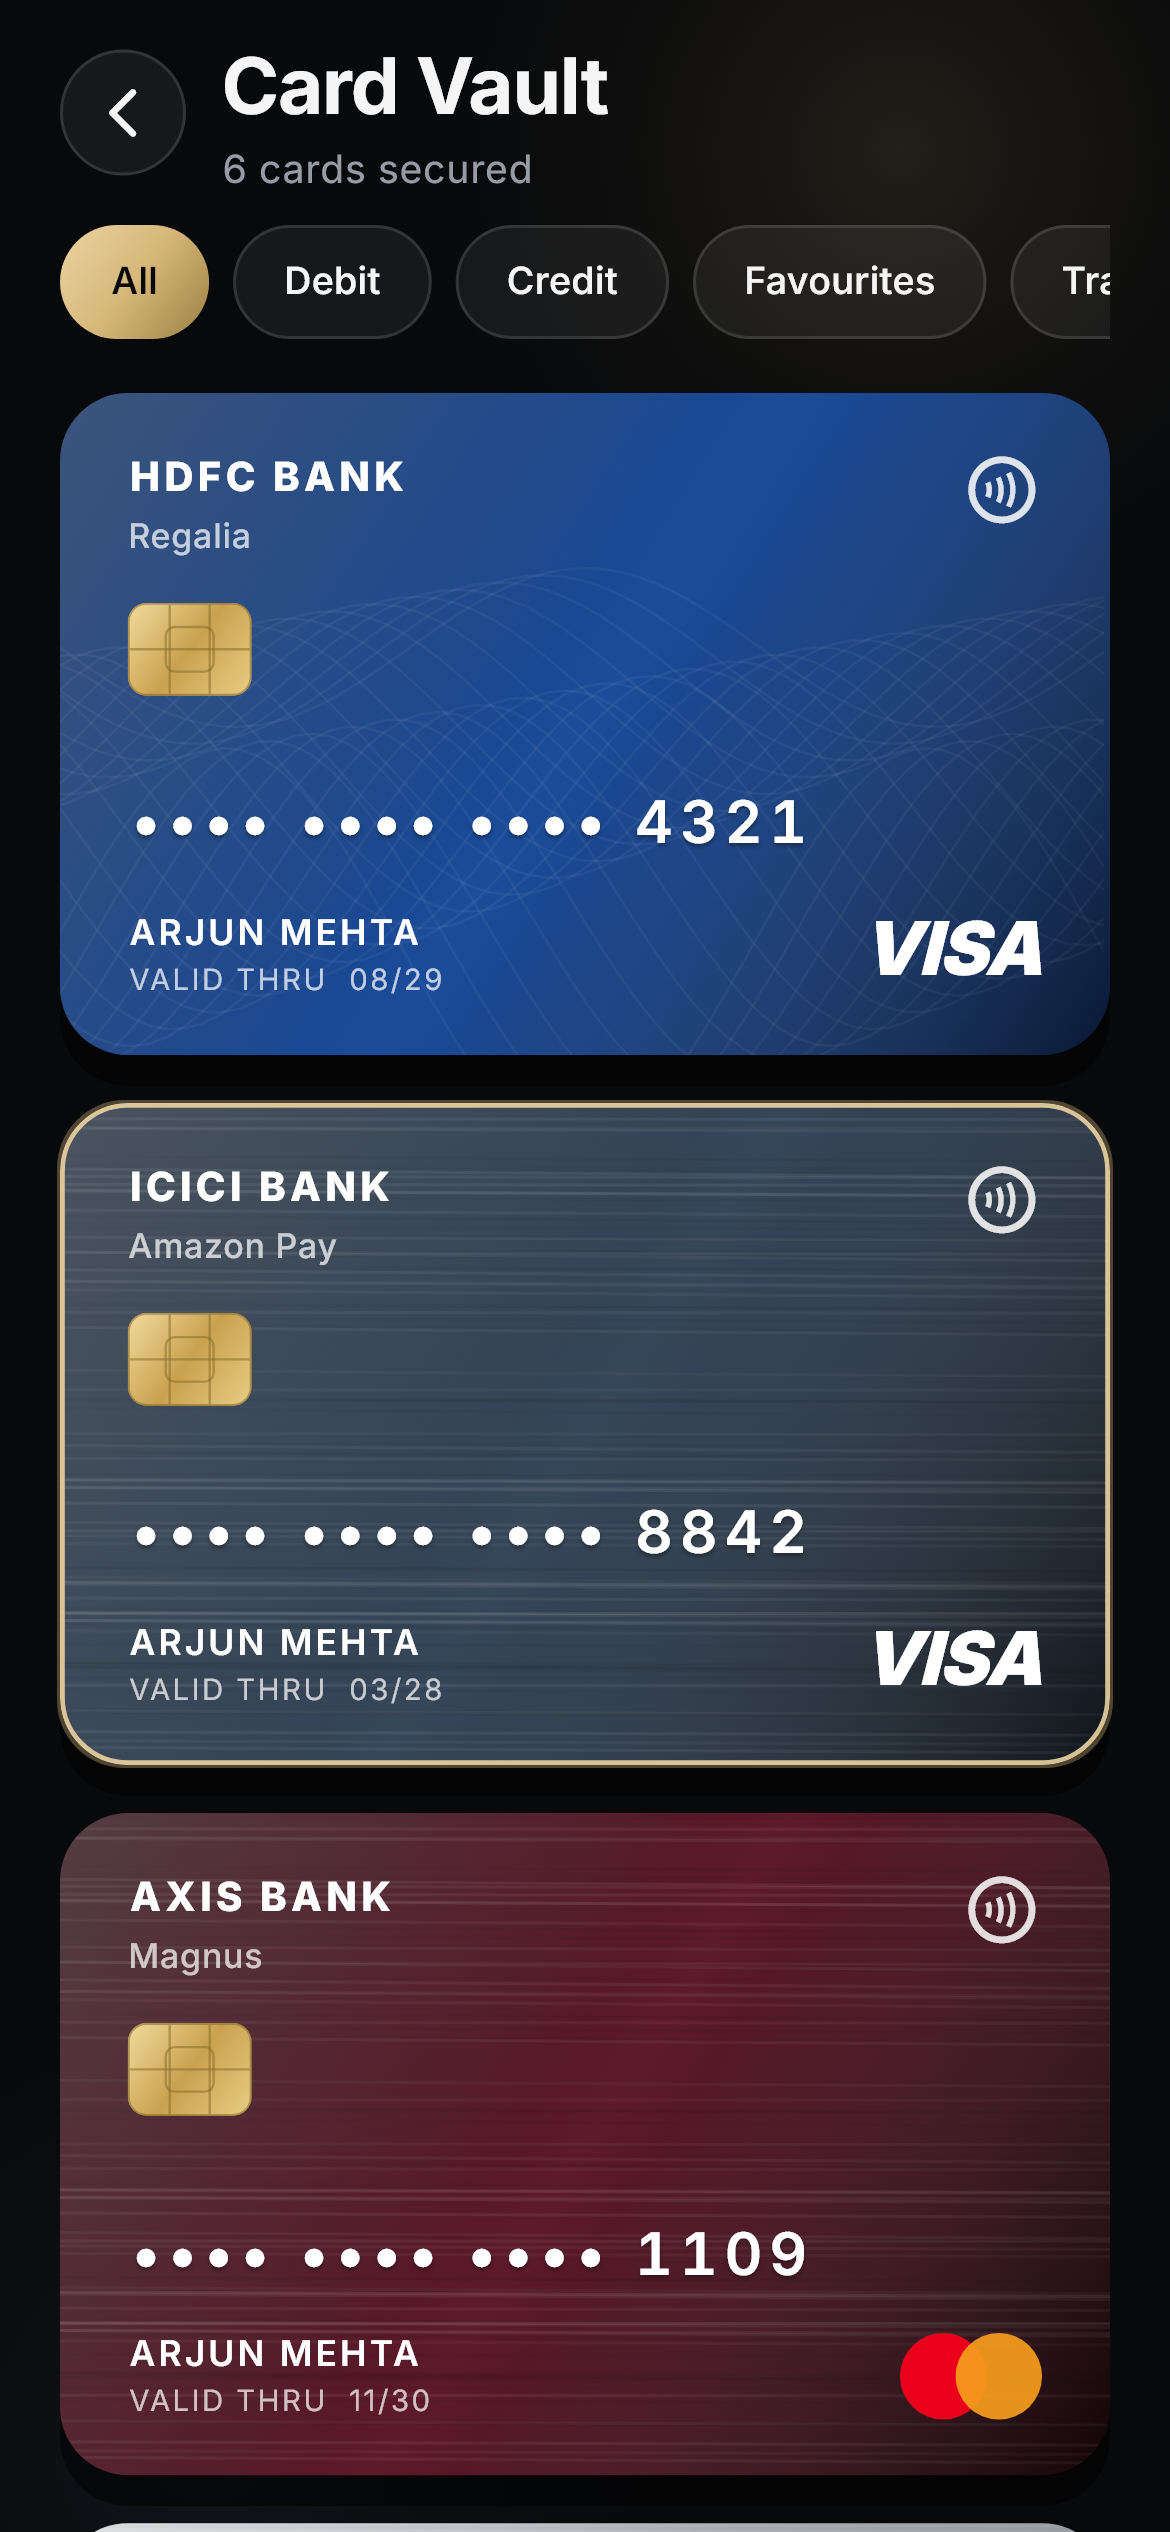 Card Vault
6 cards secured
All Debit Credit Favourites Tra
HDFC BANK
Regalia
•••• •••• •••• 4321
ARJUN MEHTA
VALID THRU 08/29
VISA
ICICI BANK
Amazon Pay
•••• •••• •••• 8842
ARJUN MEHTA
VALID THRU 03/28
VISA
AXIS BANK
Magnus
•••• •••• •••• 1109
ARJUN MEHTA
VALID THRU 11/30